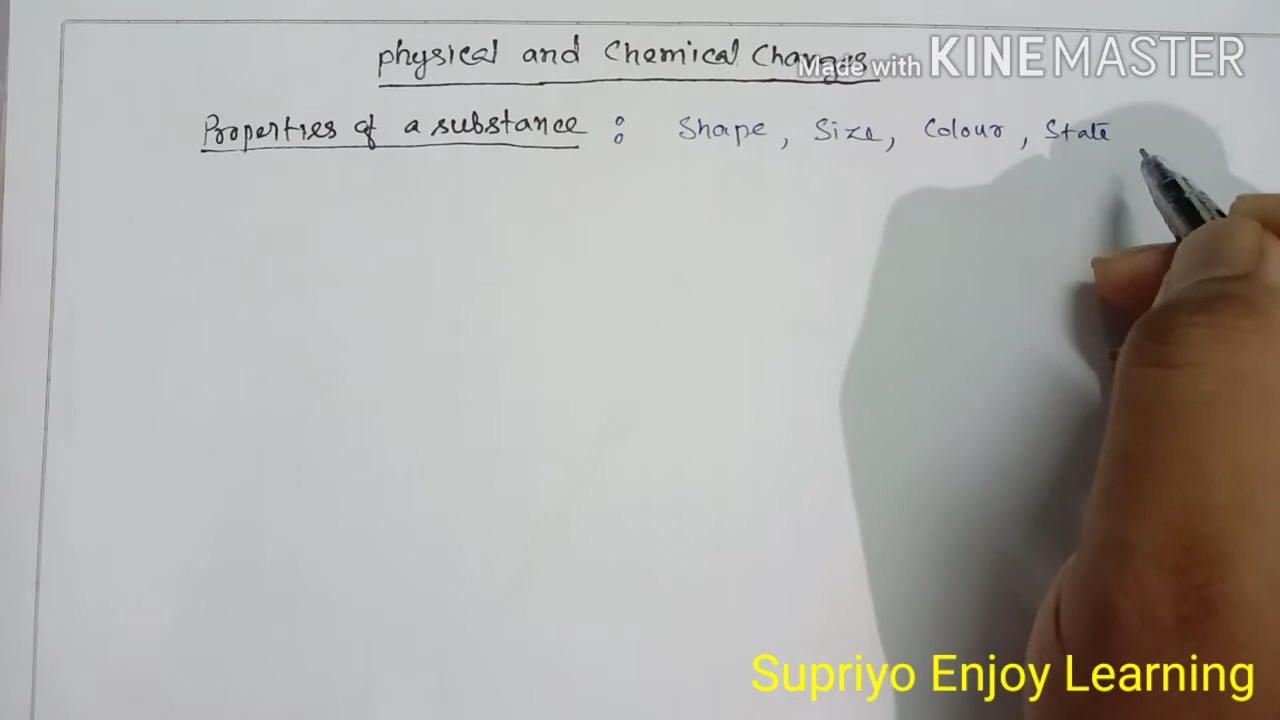 physical and Chemical Changes
Made with KINEMASTER
Properties of a substance : Shape, Size, Colour, State
Supriyo Enjoy Learning